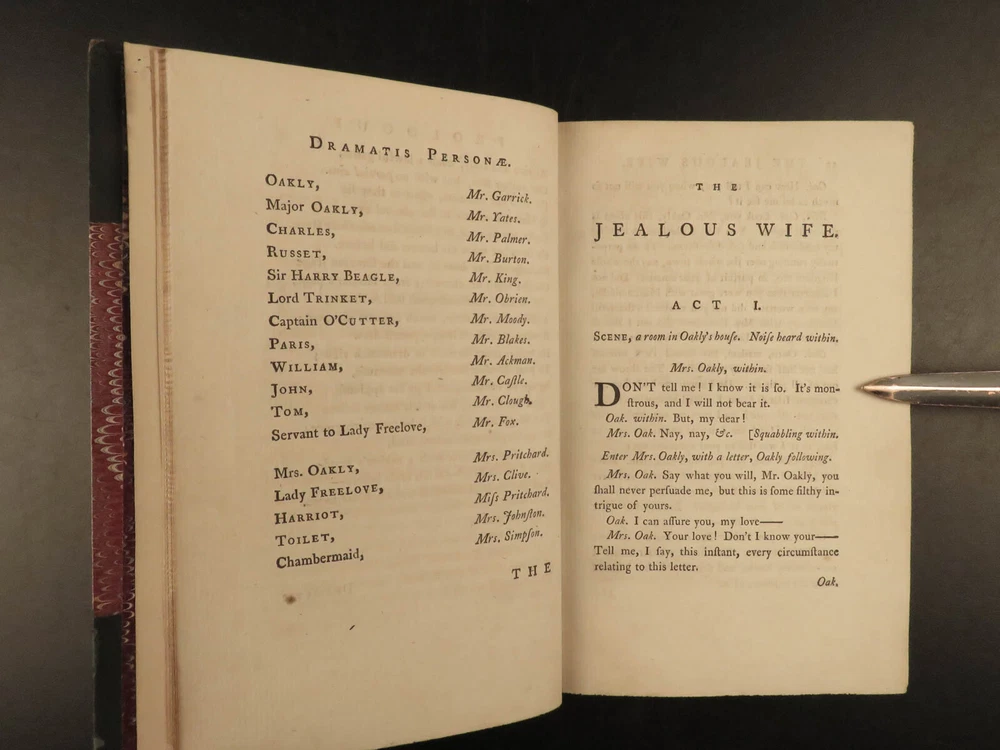 DRAMATIS PERSONÆ.
OAKLY, Mr. Garrick.
Major OAKLY, Mr. Yates.
CHARLES, Mr. Palmer.
RUSSET, Mr. Burton.
Sir HARRY BEAGLE, Mr. King.
Lord TRINKET, Mr. Obrien.
Captain O'CUTTER, Mr. Moody.
PARIS, Mr. Blakes.
WILLIAM, Mr. Ackman.
JOHN, Mr. Caſtle.
TOM, Mr. Clough.
Servant to Lady Freelove, Mr. Fox.
Mrs. OAKLY, Mrs. Pritchard.
Lady FREELOVE, Mrs. Clive.
HARRIOT, Miſs Pritchard.
TOILET, Mrs. Johnſton.
Chambermaid, Mrs. Simpſon.
THE
THE
JEALOUS WIFE.
ACT I.
SCENE, a room in Oakly's houſe. Noiſe heard within.
Mrs. Oakly, within.
DON'T tell me! I know it is ſo. It's mon-
ſtrous, and I will not bear it.
Oak. within. But, my dear!
Mrs. Oak. Nay, nay, &c. [Squabbling within.
Enter Mrs. Oakly, with a letter, Oakly following.
Mrs. Oak. Say what you will, Mr. Oakly, you
ſhall never perſuade me, but this is ſome filthy in-
trigue of yours.
Oak. I can aſſure you, my love——
Mrs. Oak. Your love! Don't I know your——
Tell me, I ſay, this inſtant, every circumſtance
relating to this letter.
Oak.